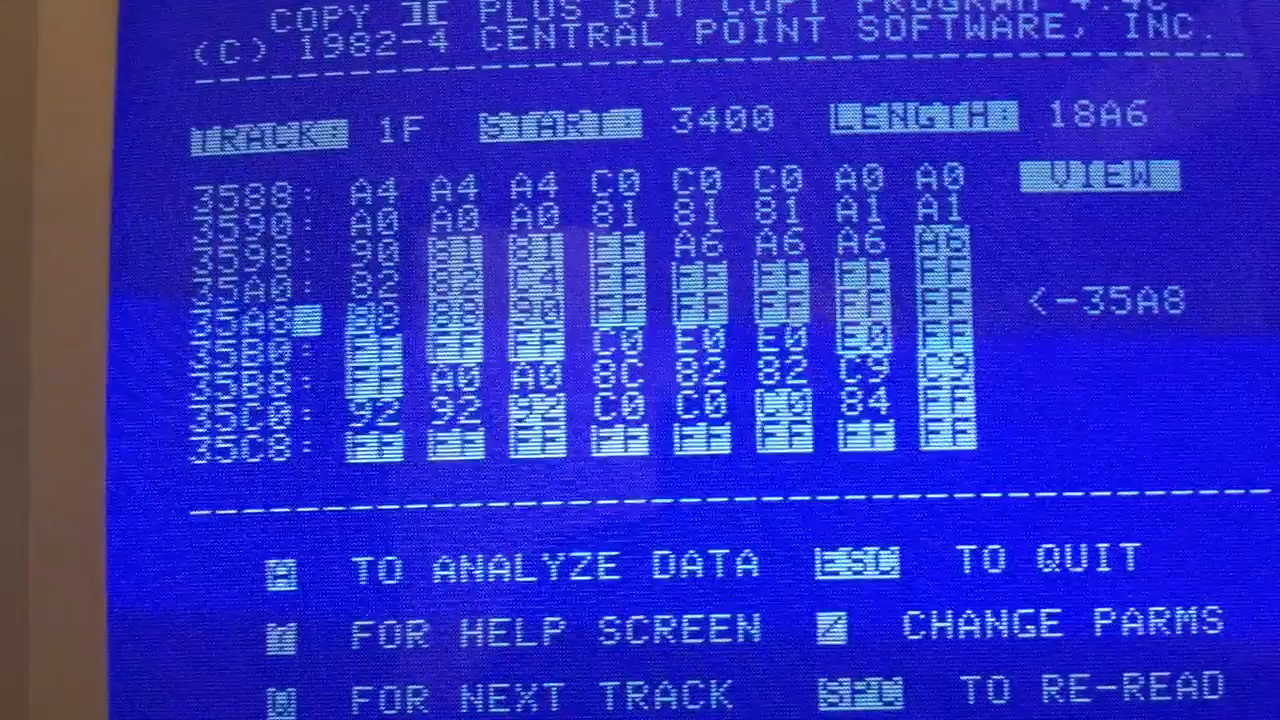 COPY ][ PLUS BIT COPY PROGRAM 4.4C
(C) 1982-4 CENTRAL POINT SOFTWARE, INC.
TRACK: 1F START: 3400 LENGTH: 18A6
VIEW
3588: A4 A4 A4 C0 C0 C0 A0 A0
3590: A0 A0 A0 81 81 81 A1 A1
3598: 90 A6 A6 A6
35A0: 82 82 FF FF FF FF FF
35A8: 88 88 90 FF FF FF FF FF <-35A8
35B0: FF FF FF C0 E0 E0 E0 FF
35B8: FF A0 A0 8C 82 82 C9 C9
35C0: 92 92 92 C0 C0 C0 84 FF
35C8: FF FF FF FF FF FF FF FF
TO ANALYZE DATA ESC TO QUIT
FOR HELP SCREEN / CHANGE PARMS
FOR NEXT TRACK SPC TO RE-READ